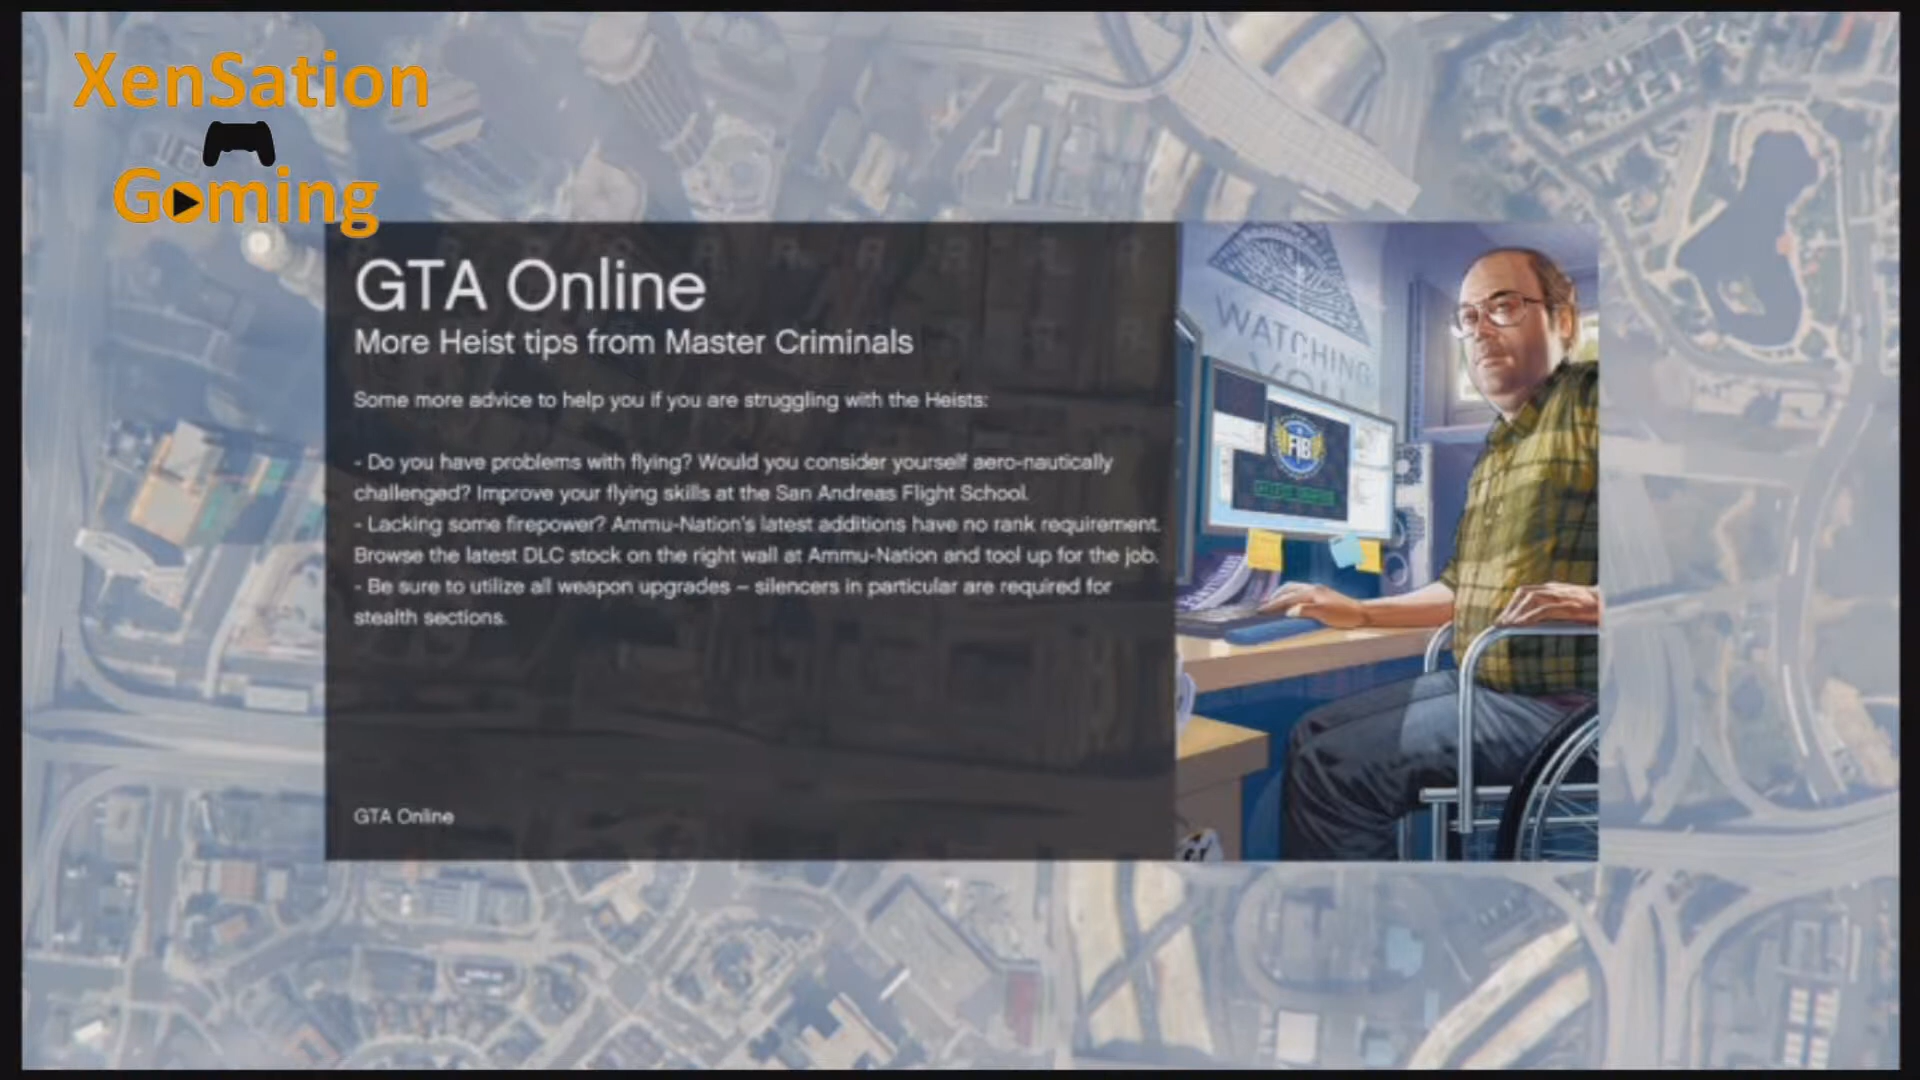 XenSation
Gaming
GTA Online
More Heist tips from Master Criminals
Some more advice to help you if you are struggling with the Heists:
- Do you have problems with flying? Would you consider yourself aero-nautically
challenged? Improve your flying skills at the San Andreas Flight School.
- Lacking some firepower? Ammu-Nation's latest additions have no rank requirement.
Browse the latest DLC stock on the right wall at Ammu-Nation and tool up for the job.
- Be sure to utilize all weapon upgrades – silencers in particular are required for
stealth sections.
GTA Online
WATCHING
YOU
FIB